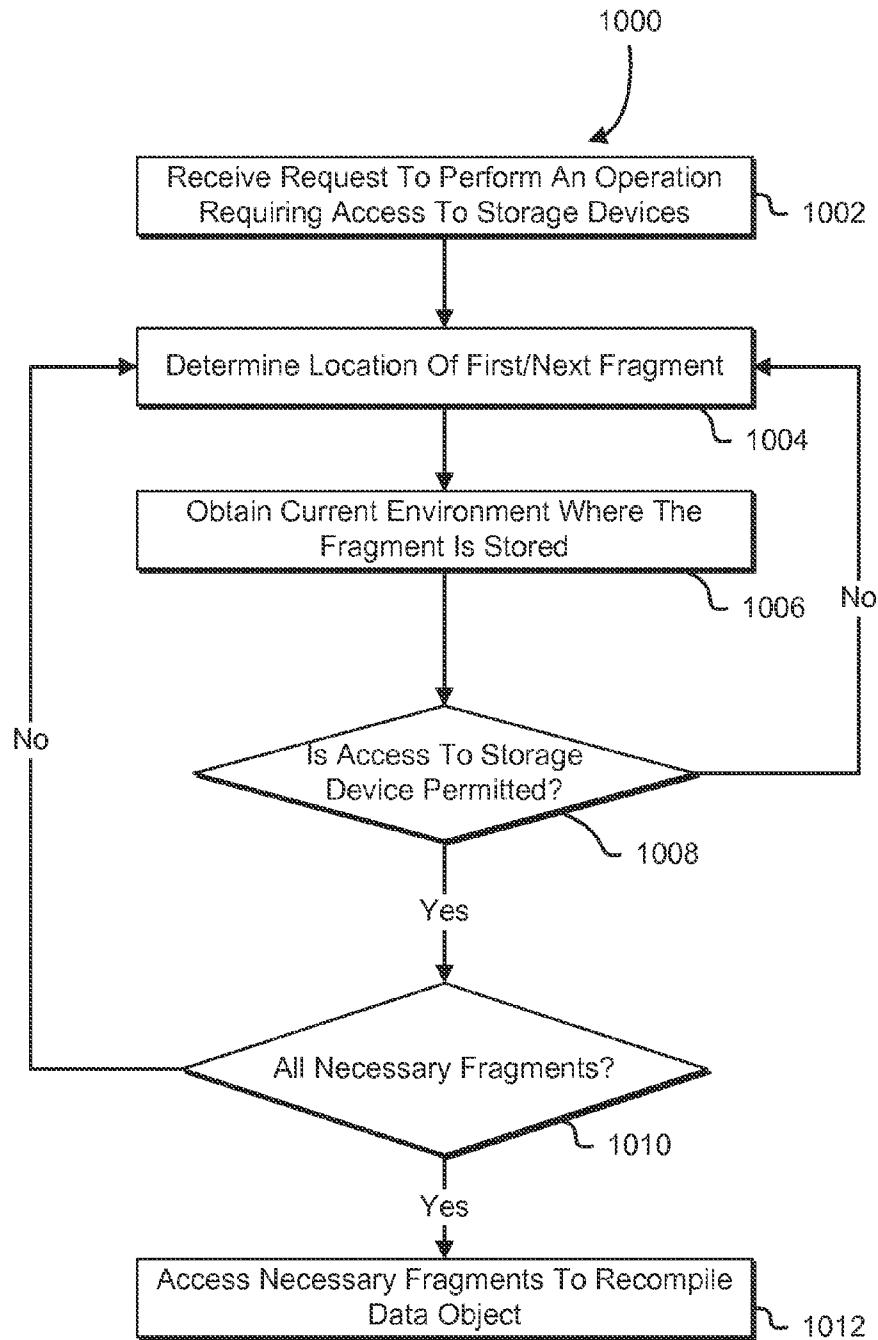 1000
Receive Request To Perform An Operation
Requiring Access To Storage Devices
1002
Determine Location Of First/Next Fragment
1004
Obtain Current Environment Where The
Fragment Is Stored
1006
No
Is Access To Storage
Device Permitted?
1008
No
Yes
All Necessary Fragments?
1010
Yes
Access Necessary Fragments To Recompile
Data Object
1012